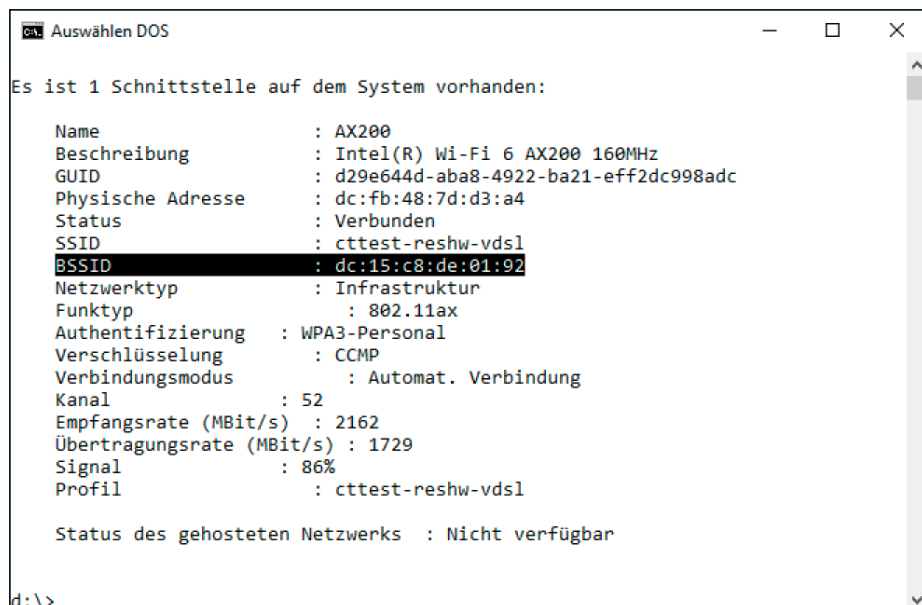 Auswählen DOS
Es ist 1 Schnittstelle auf dem System vorhanden:
Name : AX200
Beschreibung : Intel(R) Wi-Fi 6 AX200 160MHz
GUID : d29e644d-aba8-4922-ba21-eff2dc998adc
Physische Adresse : dc:fb:48:7d:d3:a4
Status : Verbunden
SSID : cttest-reshw-vdsl
BSSID : dc:15:c8:de:01:92
Netzwerktyp : Infrastruktur
Funktyp : 802.11ax
Authentifizierung : WPA3-Personal
Verschlüsselung : CCMP
Verbindungsmodus : Automat. Verbindung
Kanal : 52
Empfangsrate (MBit/s) : 2162
Übertragungsrate (MBit/s) : 1729
Signal : 86%
Profil : cttest-reshw-vdsl
Status des gehosteten Netzwerks : Nicht verfügbar
d:\>